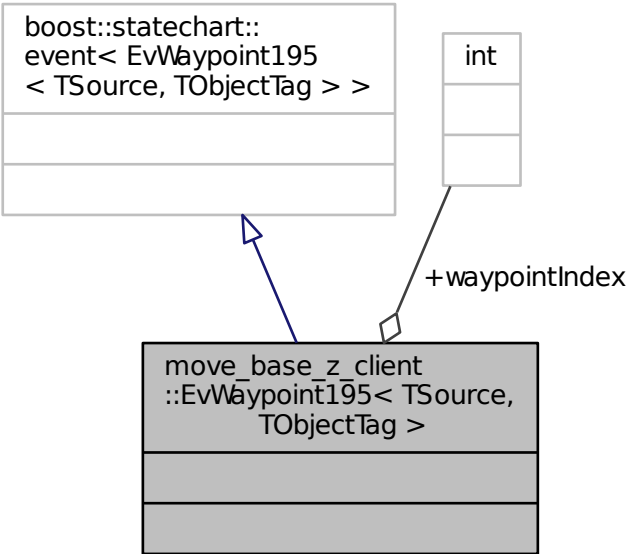 boost::statechart::
event< EvWaypoint195
< TSource, TObjectTag > >
int
+waypointIndex
move_base_z_client
::EvWaypoint195< TSource,
TObjectTag >